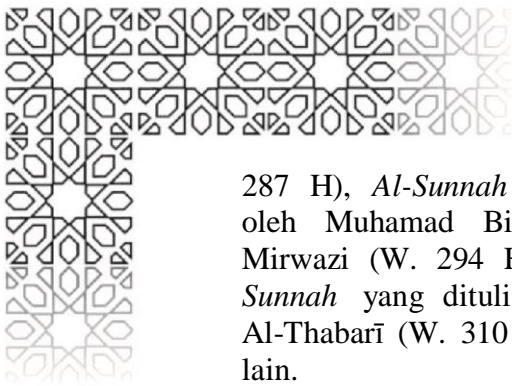 287 H), Al-Sunnah
oleh Muhamad Bi
Mirwazi (W. 294 H
Sunnah yang dituli
Al-Thabarī (W. 310
lain.